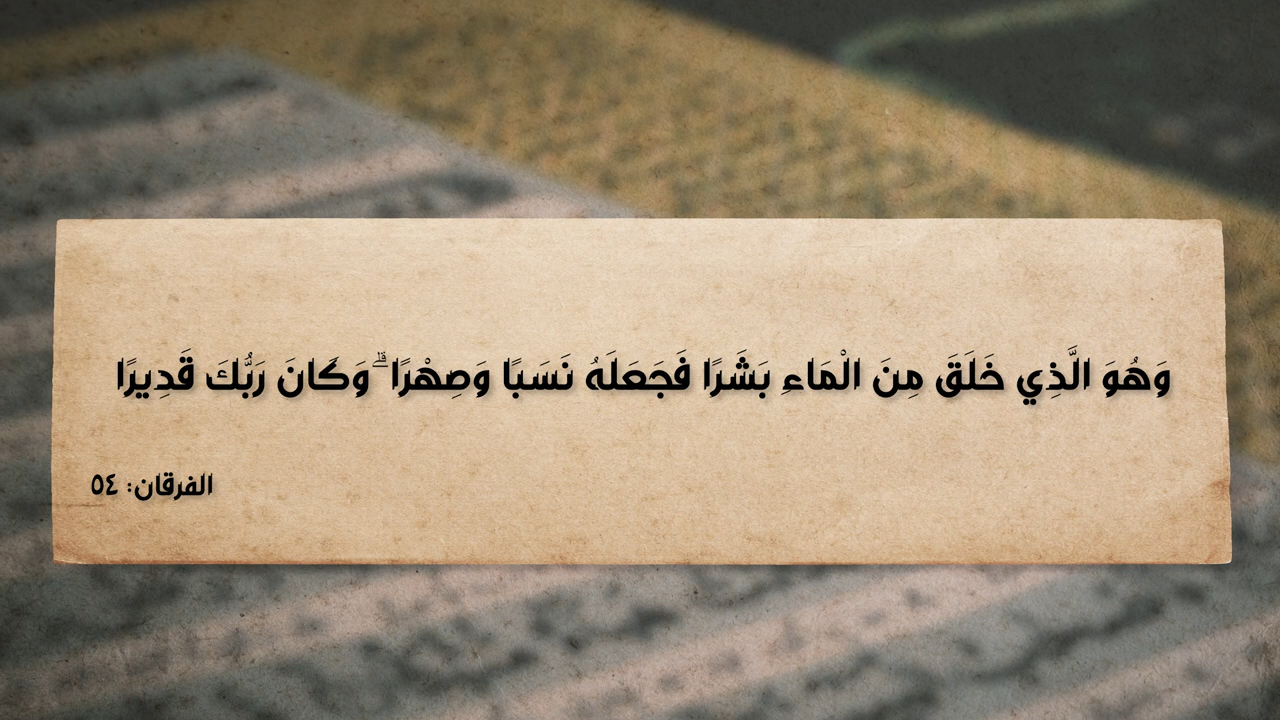 وَهُوَ الَّذِي خَلَقَ مِنَ الْمَاءِ بَشَرًا فَجَعَلَهُ نَسَبًا وَصِهْرًا ۗ وَكَانَ رَبُّكَ قَدِيرًا
الفرقان: ٥٤